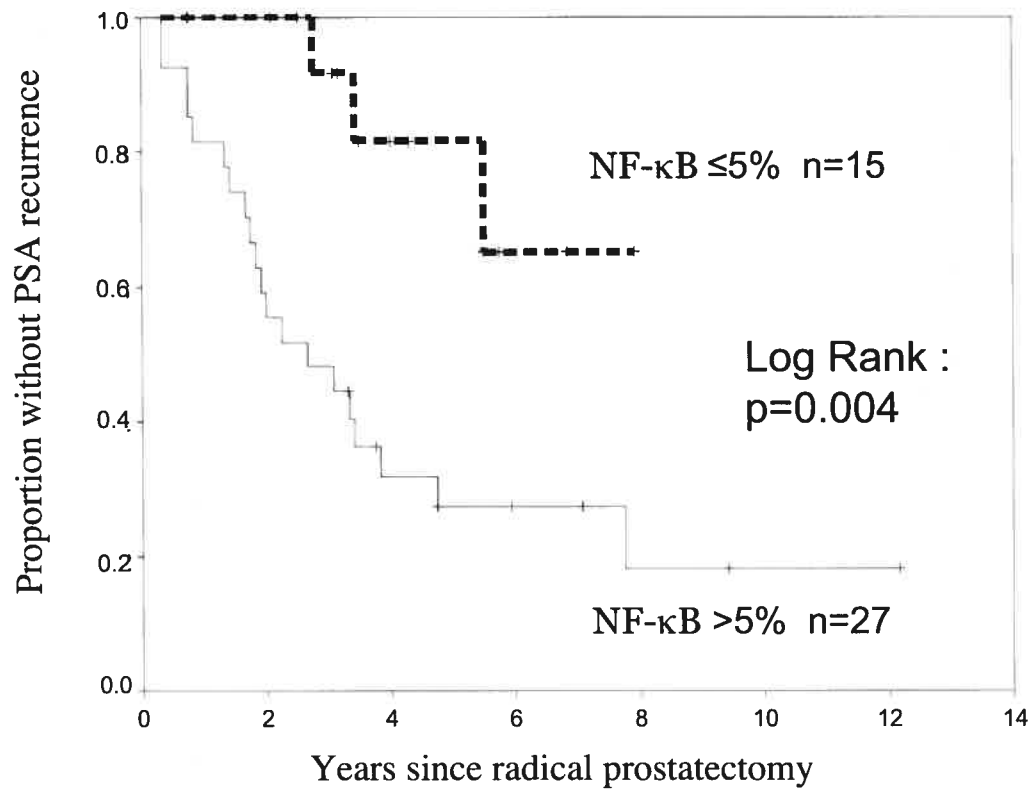 Proportion without PSA recurrence
1.0
0.8
0.6
0.4
0.2
0.0
NF-κB ≤5% n=15
Log Rank :
p=0.004
NF-κB >5% n=27
0 2 4 6 8 10 12 14
Years since radical prostatectomy